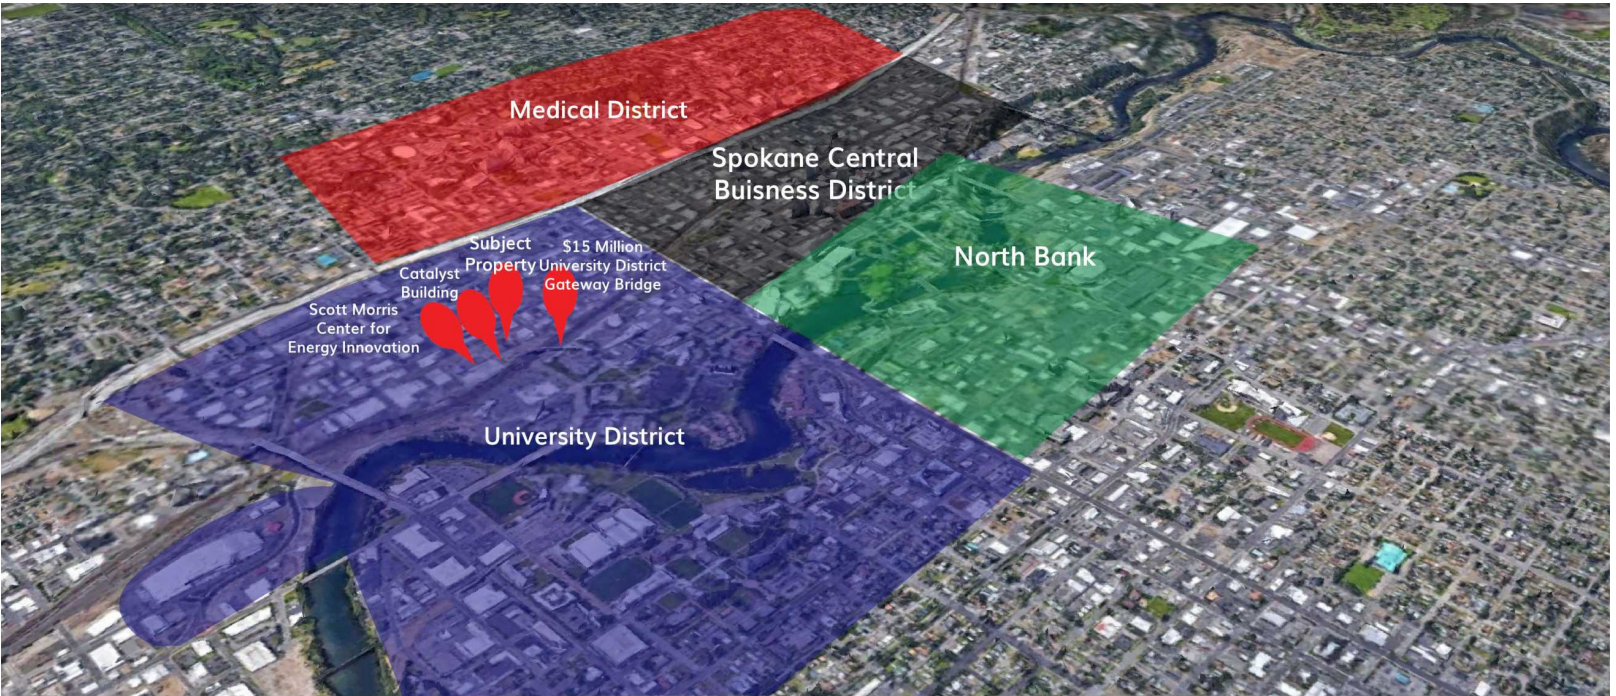 Medical District
Spokane Central
Buisness District
North Bank
Subject
Property
$15 Million
University District
Gateway Bridge
Catalyst
Building
Scott Morris
Center for
Energy Innovation
University District